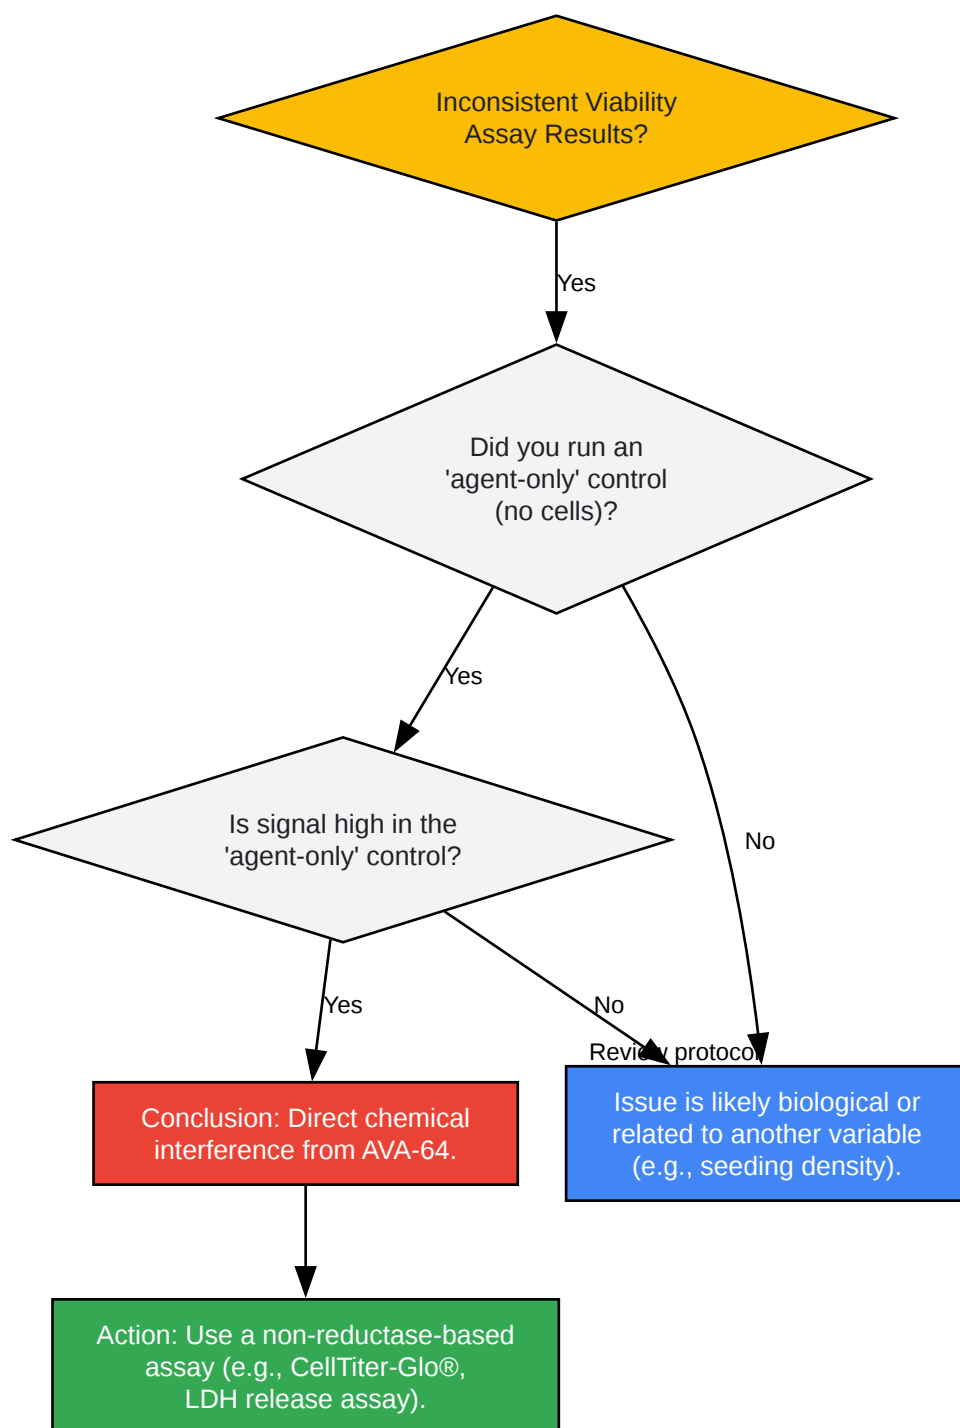 Inconsistent Viability
Assay Results?
Yes
Did you run an
'agent-only' control
(no cells)?
Yes
Is signal high in the
'agent-only' control?
No
Yes
No
Review protocol
Conclusion: Direct chemical
interference from AVA-64.
Issue is likely biological or
related to another variable
(e.g., seeding density).
Action: Use a non-reductase-based
assay (e.g., CellTiter-Glo®,
LDH release assay).